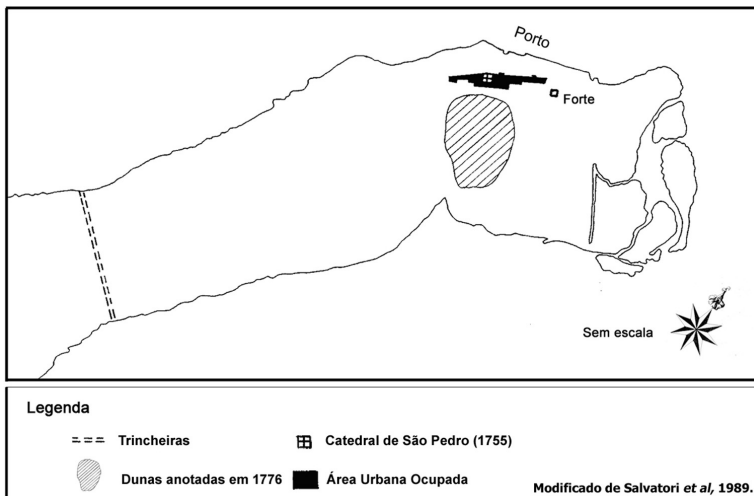 Porto
Forte
Sem escala
Legenda
Trincheiras
Catedral de São Pedro (1755)
Dunas anotadas em 1776
Área Urbana Ocupada
Modificado de Salvatori et al, 1989.